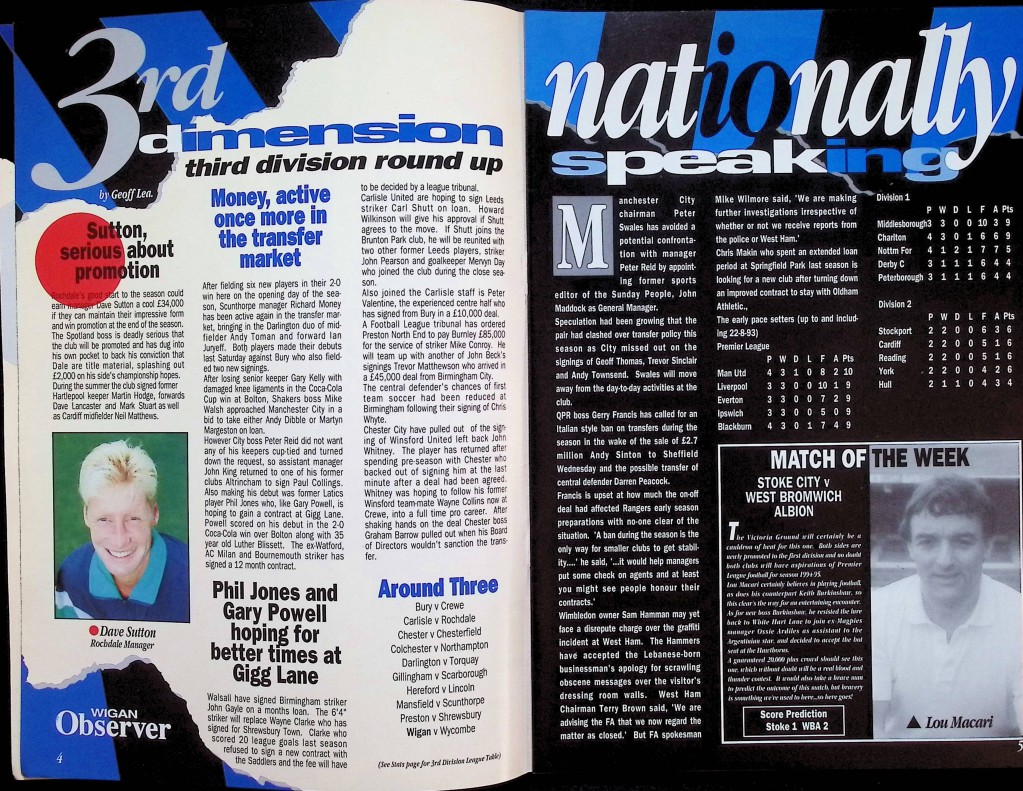 3rd
dimension
third division round up
by Geoff Lea.
Sutton,
serious about
promotion
Rochdale's good start to the season could
earn manager Dave Sutton a cool £34,000
if they can maintain their impressive form
and win promotion at the end of the season.
The Spotland boss is deadly serious that
the club will be promoted and has dug into
his own pocket to back his conviction that
Dale are title material, splashing out
£2,000 on his side's championship hopes.
During the summer the club signed former
Hartlepool keeper Martin Hodge, forwards
Dave Lancaster and Mark Stuart as well
as Cardiff midfielder Neil Matthews.
Dave Sutton
Rochdale Manager
WIGAN
Observer
4
Money, active
once more in
the transfer
market
After fielding six new players in their 2-0
win here on the opening day of the sea-
son, Scunthorpe manager Richard Money
has been active again in the transfer mar-
ket, bringing in the Darlington duo of mid-
fielder Andy Toman and forward Ian
Juryeff. Both players made their debuts
last Saturday against Bury who also field-
ed two new signings.
After losing senior keeper Gary Kelly with
damaged knee ligaments in the Coca-Cola
Cup win at Bolton, Shakers boss Mike
Walsh approached Manchester City in a
bid to take either Andy Dibble or Martyn
Margeston on loan.
However City boss Peter Reid did not want
any of his keepers cup-tied and turned
down the request, so assistant manager
John King returned to one of his former
clubs Altrincham to sign Paul Collings.
Also making his debut was former Latics
player Phil Jones who, like Gary Powell, is
hoping to gain a contract at Gigg Lane.
Powell scored on his debut in the 2-0
Coca-Cola win over Bolton along with 35
year old Luther Blissett. The ex-Watford,
AC Milan and Bournemouth striker has
signed a 12 month contract.
Phil Jones and
Gary Powell
hoping for
better times at
Gigg Lane
Walsall have signed Birmingham striker
John Gayle on a months loan. The 6'4"
striker will replace Wayne Clarke who has
signed for Shrewsbury Town. Clarke who
scored 20 league goals last season
refused to sign a new contract with
the Saddlers and the fee will have
to be decided by a league tribunal.
Carlisle United are hoping to sign Leeds
striker Carl Shutt on loan. Howard
Wilkinson will give his approval if Shutt
agrees to the move. If Shutt joins the
Brunton Park club, he will be reunited with
two other former Leeds players, striker
John Pearson and goalkeeper Mervyn Day
who joined the club during the close sea-
son.
Also joined the Carlisle staff is Peter
Valentine, the experienced centre half who
has signed from Bury in a £10,000 deal.
A Football League tribunal has ordered
Preston North End to pay Burnley £85,000
for the service of striker Mike Conroy. He
will team up with another of John Beck's
signings Trevor Matthewson who arrived in
a £45,000 deal from Birmingham City.
The central defender's chances of first
team soccer had been reduced at
Birmingham following their signing of Chris
Whyte.
Chester City have pulled out of the sign-
ing of Winsford United left back John
Whitney. The player has returned after
spending pre-season with Chester who
backed out of signing him at the last
minute after a deal had been agreed.
Whitney was hoping to follow his former
Winsford team-mate Wayne Collins now at
Crewe, into a full time pro career. After
shaking hands on the deal Chester boss
Graham Barrow pulled out when his Board
of Directors wouldn't sanction the trans-
fer.
Around Three
Bury v Crewe
Carlisle v Rochdale
Chester v Chesterfield
Colchester v Northampton
Darlington v Torquay
Gillingham v Scarborough
Hereford v Lincoln
Mansfield v Scunthorpe
Preston v Shrewsbury
Wigan v Wycombe
(See Stats page for 3rd Division League Table)
nationally
speaking
Manchester City
chairman Peter
Swales has avoided a
potential confronta-
tion with manager
Peter Reid by appoint-
ing former sports
editor of the Sunday People, John
Maddock as General Manager.
Speculation had been growing that the
pair had clashed over transfer policy this
season as City missed out on the
signings of Geoff Thomas, Trevor Sinclair
and Andy Townsend. Swales will move
away from the day-to-day activities at the
club.
QPR boss Gerry Francis has called for an
Italian style ban on transfers during the
season in the wake of the sale of £2.7
million Andy Sinton to Sheffield
Wednesday and the possible transfer of
central defender Darren Peacock.
Francis is upset at how much the on-off
deal had affected Rangers early season
preparations with no-one clear of the
situation. 'A ban during the season is the
only way for smaller clubs to get stabil-
ity....' he said, '...it would help managers
put some check on agents and at least
you might see people honour their
contracts.'
Wimbledon owner Sam Hamman may yet
face a disrepute charge over the graffiti
incident at West Ham. The Hammers
have accepted the Lebanese-born
businessman's apology for scrawling
obscene messages over the visitor's
dressing room walls. West Ham
Chairman Terry Brown said, 'We are
advising the FA that we now regard the
matter as closed.' But FA spokesman
Mike Wilmore said, 'We are making
further investigations irrespective of
whether or not we receive reports from
the police or West Ham.'
Chris Makin who spent an extended loan
period at Springfield Park last season is
looking for a new club after turning down
an improved contract to stay with Oldham
Athletic.,
The early pace setters (up to and includ-
ing 22-8-93)
Premier League
P W D L F A Pts
Man Utd 4 3 1 0 8 2 10
Liverpool 3 3 0 0 10 1 9
Everton 3 3 0 0 7 2 9
Ipswich 3 3 0 0 5 0 9
Blackburn 4 3 0 1 7 4 9
Division 1
P W D L F A Pts
Middlesborough 3 3 0 0 10 3 9
Charlton 4 3 0 1 6 6 9
Nottm For 4 1 2 1 7 7 5
Derby C 3 1 1 1 6 4 4
Peterborough 3 1 1 1 6 4 4
Division 2
P W D L F A Pts
Stockport 2 2 0 0 6 3 6
Cardiff 2 2 0 0 5 1 6
Reading 2 2 0 0 5 1 6
York 2 2 0 0 4 2 6
Hull 2 1 1 0 4 3 4
MATCH OF THE WEEK
STOKE CITY v
WEST BROMWICH
ALBION
The Victoria Ground will certainly be a
cauldron of heat for this one. Both sides are
newly promoted to the first division and no doubt
both clubs will have aspirations of Premier
League football for season 1994-95.
Lou Macari certainly believes in playing football,
as does his counterpart Keith Burkinshaw, so
this clear's the way for an entertaining encounter.
As for new boss Burkinshaw, he resisted the lure
back to White Hart Lane to join ex-Magpies
manager Ossie Ardiles as assistant to the
Argentinian star, and decided to accept the hot
seat at the Hawthorns.
A guaranteed 20,000 plus crowd should see this
one, which without doubt will be a real blood and
thunder contest. It would also take a brave man
to predict the outcome of this match, but bravery
is something we're used to here...so here goes!
Score Prediction
Stoke 1 WBA 2
Lou Macari
5